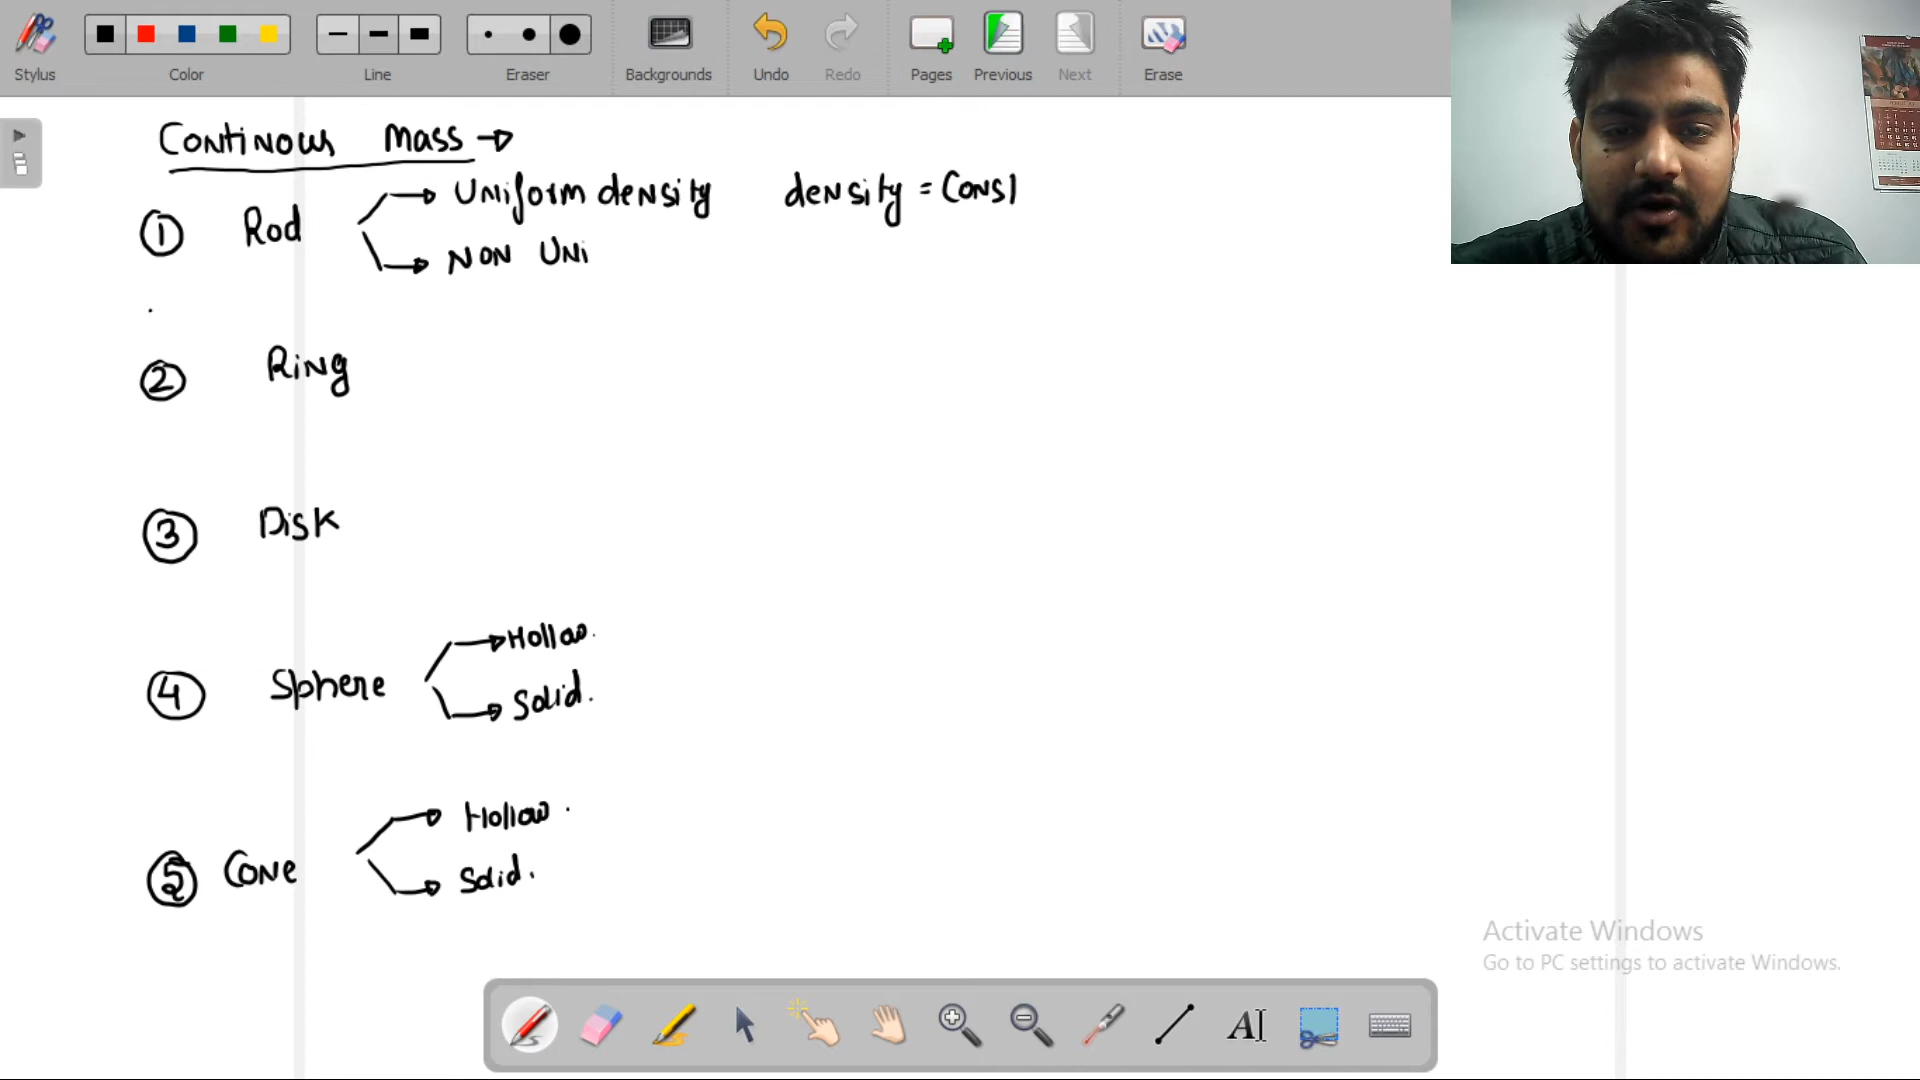 Stylus
Color
Line
Eraser
Backgrounds
Undo
Redo
Pages
Previous
Next
Erase
Continous Mass →
① Rod → Uniform density density = Const
→ NON Uni
② Ring
③ Disk
④ Sphere → Hollow.
→ Solid.
⑤ Cone → Hollow.
→ Solid.
Activate Windows
Go to PC settings to activate Windows.